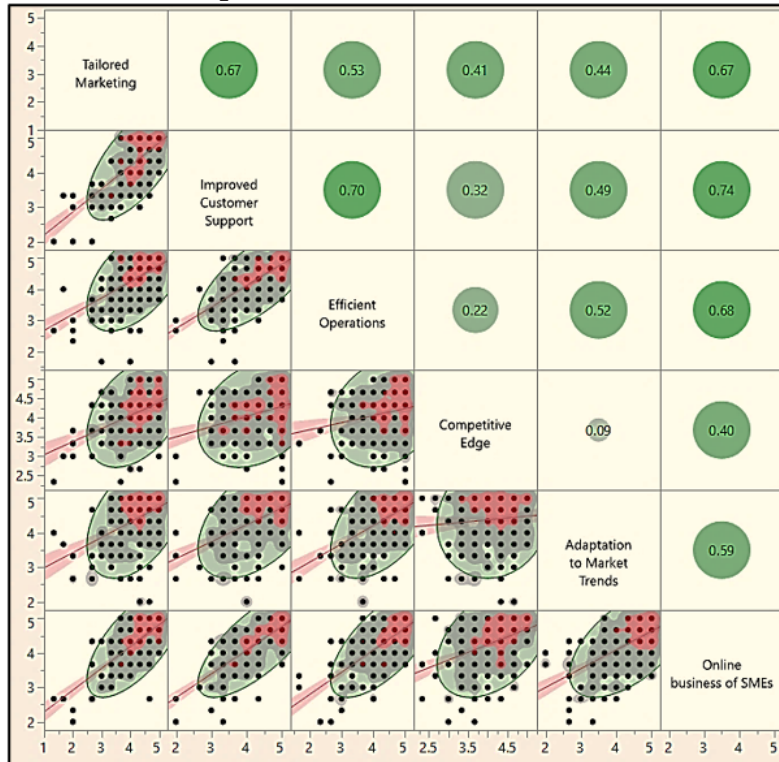 5
4
3
2
1
Tailored
Marketing
0.67
0.53
0.41
0.44
0.67
5
4
3
2
Improved
Customer
Support
0.70
0.32
0.49
0.74
5
4
3
2
Efficient
Operations
0.22
0.52
0.68
5
4.5
4
3.5
3
2.5
Competitive
Edge
0.09
0.40
5
4
3
2
Adaptation
to Market
Trends
0.59
5
4
3
2
Online
business of SMEs
1 2 3 4 5 2 3 4 5 2 3 4 5 2.5 3.5 4.5 2 3 4 5 2 3 4 5